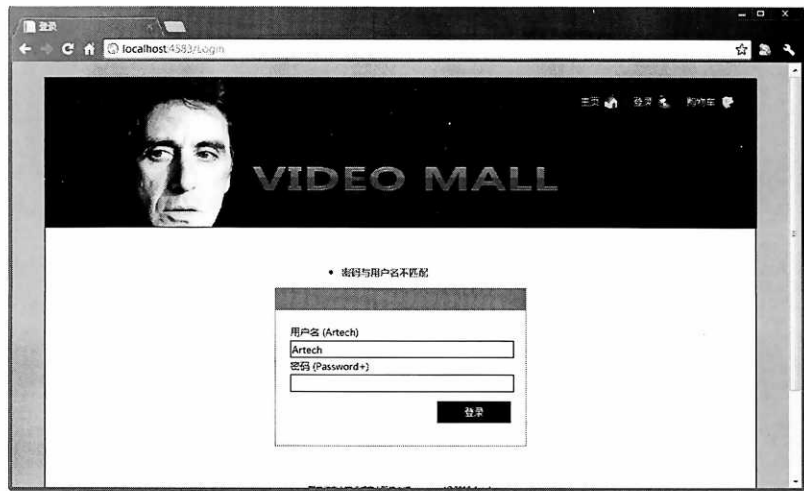 登录
localhost:4583/Login
主页 登录 购物车
VIDEO MALL
• 密码与用户名不匹配
用户名 (Artech)
Artech
密码 (Password+)
登录